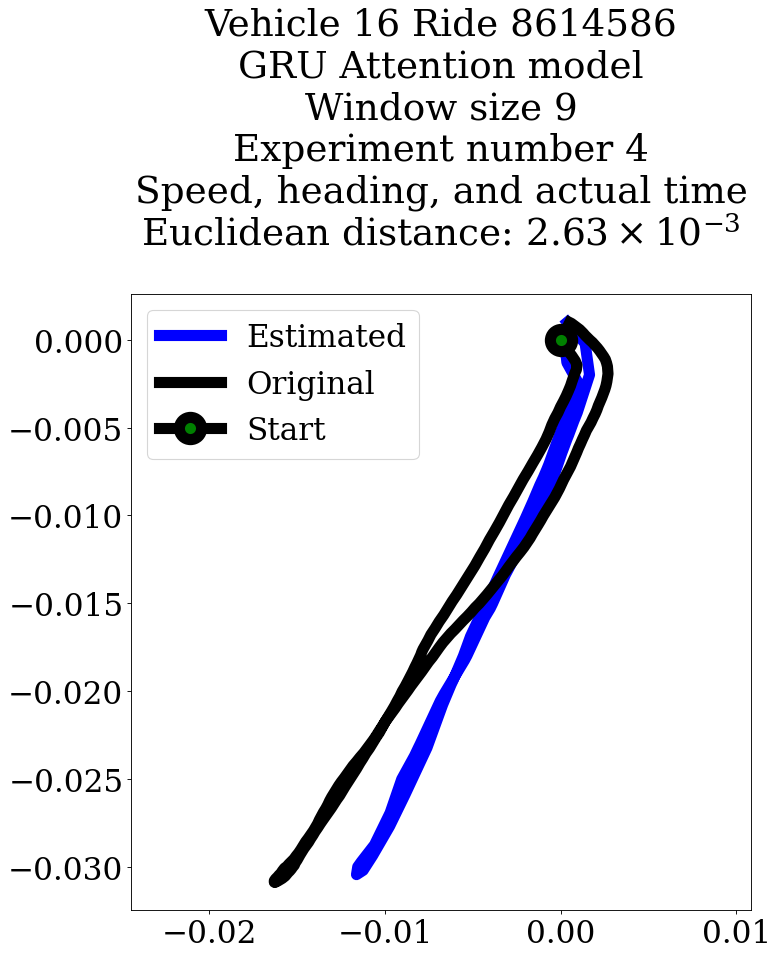 Vehicle 16 Ride 8614586
GRU Attention model
Window size 9
Experiment number 4
Speed, heading, and actual time
Euclidean distance: 2.63 × 10⁻³
Estimated
Original
Start
0.000
−0.005
−0.010
−0.015
−0.020
−0.025
−0.030
−0.02
−0.01
0.00
0.01